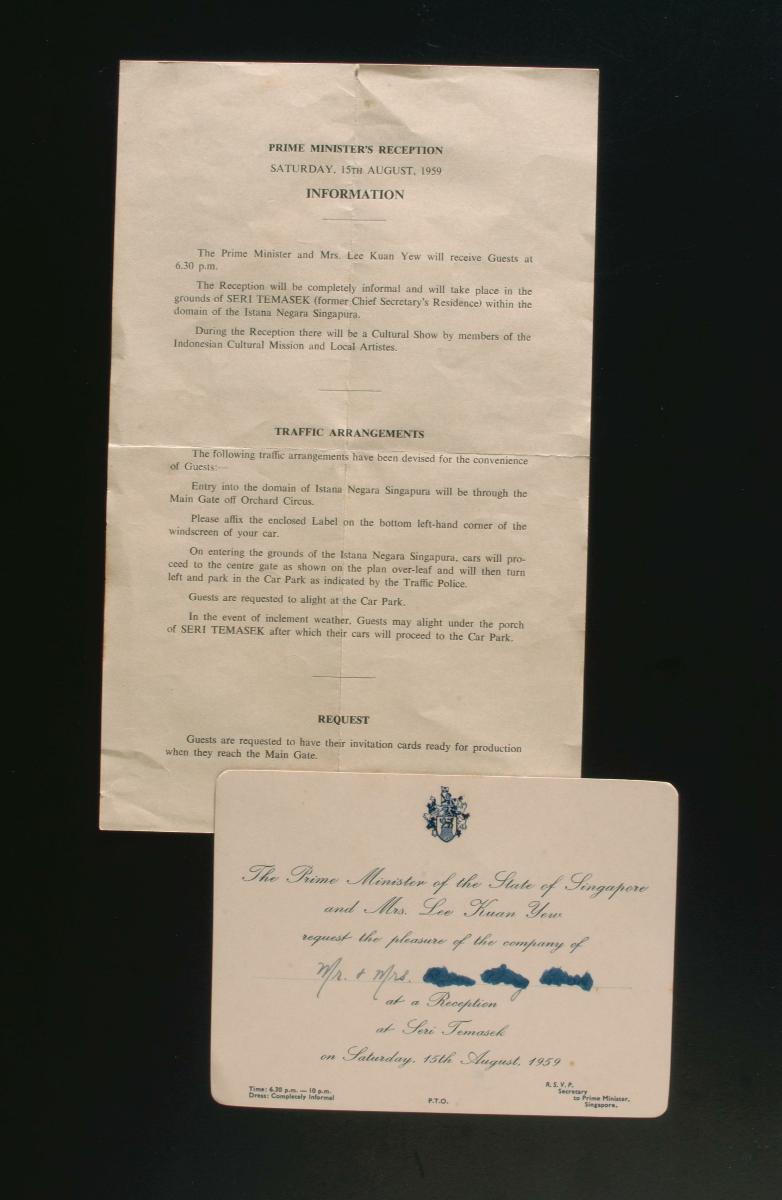 PRIME MINISTER'S RECEPTION
SATURDAY, 15TH AUGUST, 1959
INFORMATION
The Prime Minister and Mrs. Lee Kuan Yew will receive Guests at
6.30 p.m.
The Reception will be completely informal and will take place in the
grounds of SERI TEMASEK (former Chief Secretary's Residence) within the
domain of the Istana Negara Singapura.
During the Reception there will be a Cultural Show by members of the
Indonesian Cultural Mission and Local Artistes.
TRAFFIC ARRANGEMENTS
The following traffic arrangements have been devised for the convenience
of Guests:—
Entry into the domain of Istana Negara Singapura will be through the
Main Gate off Orchard Circus.
Please affix the enclosed Label on the bottom left-hand corner of the
windscreen of your car.
On entering the grounds of the Istana Negara Singapura, cars will pro-
ceed to the centre gate as shown on the plan over-leaf and will then turn
left and park in the Car Park as indicated by the Traffic Police.
Guests are requested to alight at the Car Park.
In the event of inclement weather, Guests may alight under the porch
of SERI TEMASEK after which their cars will proceed to the Car Park.
REQUEST
Guests are requested to have their invitation cards ready for production
when they reach the Main Gate.
The Prime Minister of the State of Singapore
and Mrs. Lee Kuan Yew
request the pleasure of the company of
Mr. & Mrs.
at a Reception
at Seri Temasek
on Saturday, 15th August, 1959
Time: 6.30 p.m. — 10 p.m.
Dress: Completely Informal
P.T.O.
R.S.V.P.
Secretary
to Prime Minister,
Singapore.